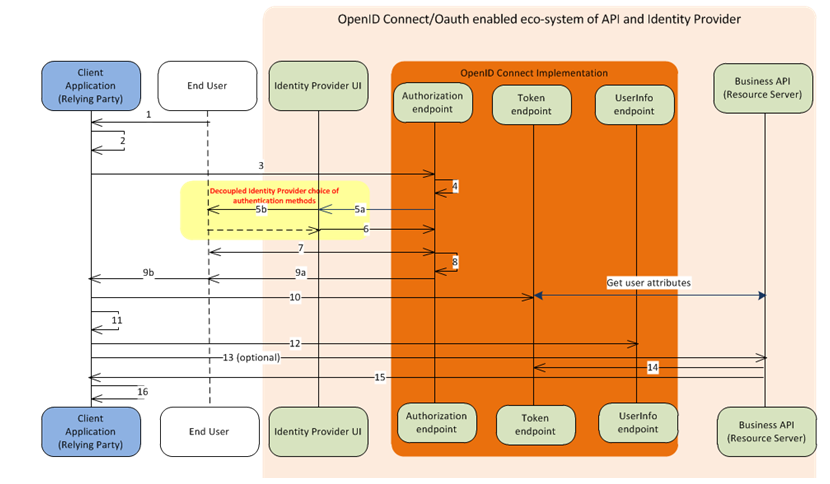 OpenID Connect/Oauth enabled eco-system of API and Identity Provider
OpenID Connect Implementation
Client
Application
(Relying Party)
End User
Identity Provider UI
Authorization
endpoint
Token
endpoint
UserInfo
endpoint
Business API
(Resource Server)
1
2
3
4
Decoupled Identity Provider choice of
authentication methods
5b
5a
6
7
8
9b
9a
Get user attributes
10
11
12
13 (optional)
14
15
16
Client
Application
(Relying Party)
End User
Identity Provider UI
Authorization
endpoint
Token
endpoint
UserInfo
endpoint
Business API
(Resource Server)